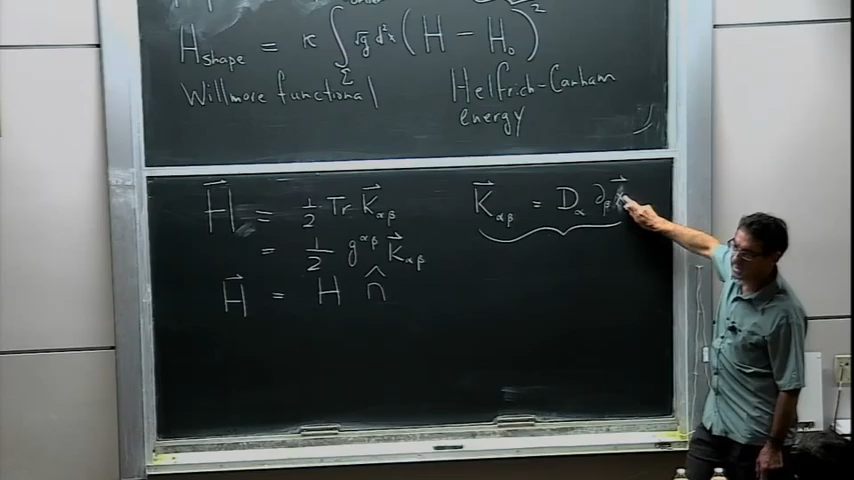 H_shape = κ ∫_Σ √g d²x ( H − H₀ )²
Willmore functional
Helfrich-Canham
energy
H⃗ = ½ Tr K⃗_αβ
= ½ g^αβ K⃗_αβ
H⃗ = H n̂
K⃗_αβ = D_α ∂_β